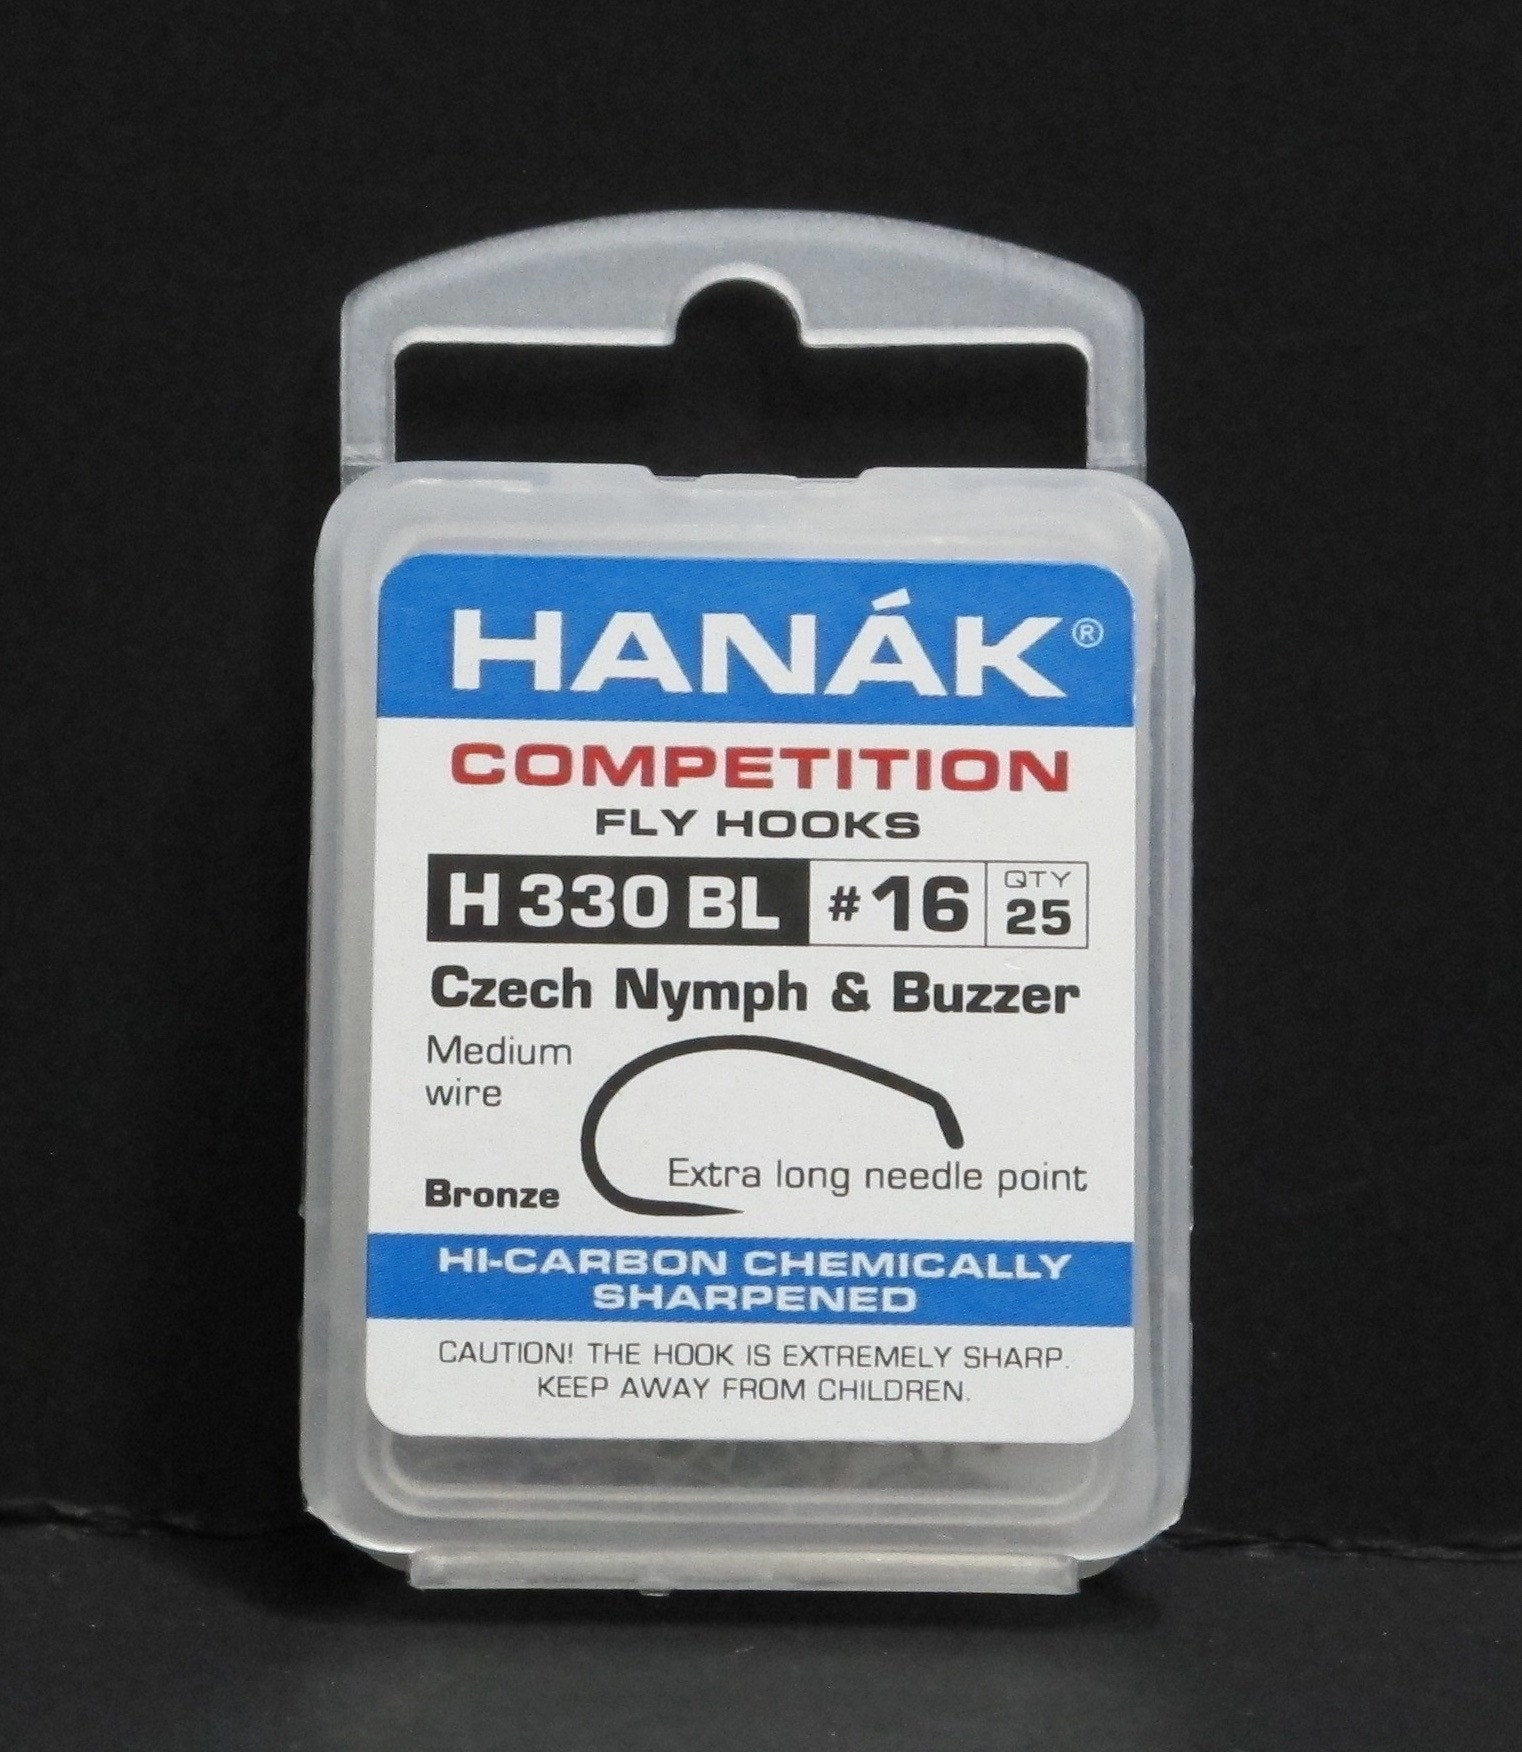 HANÁK®
COMPETITION
FLY HOOKS
H 330 BL #16 QTY 25
Czech Nymph & Buzzer
Medium
wire
Extra long needle point
Bronze
HI-CARBON CHEMICALLY
SHARPENED
CAUTION! THE HOOK IS EXTREMELY SHARP.
KEEP AWAY FROM CHILDREN.